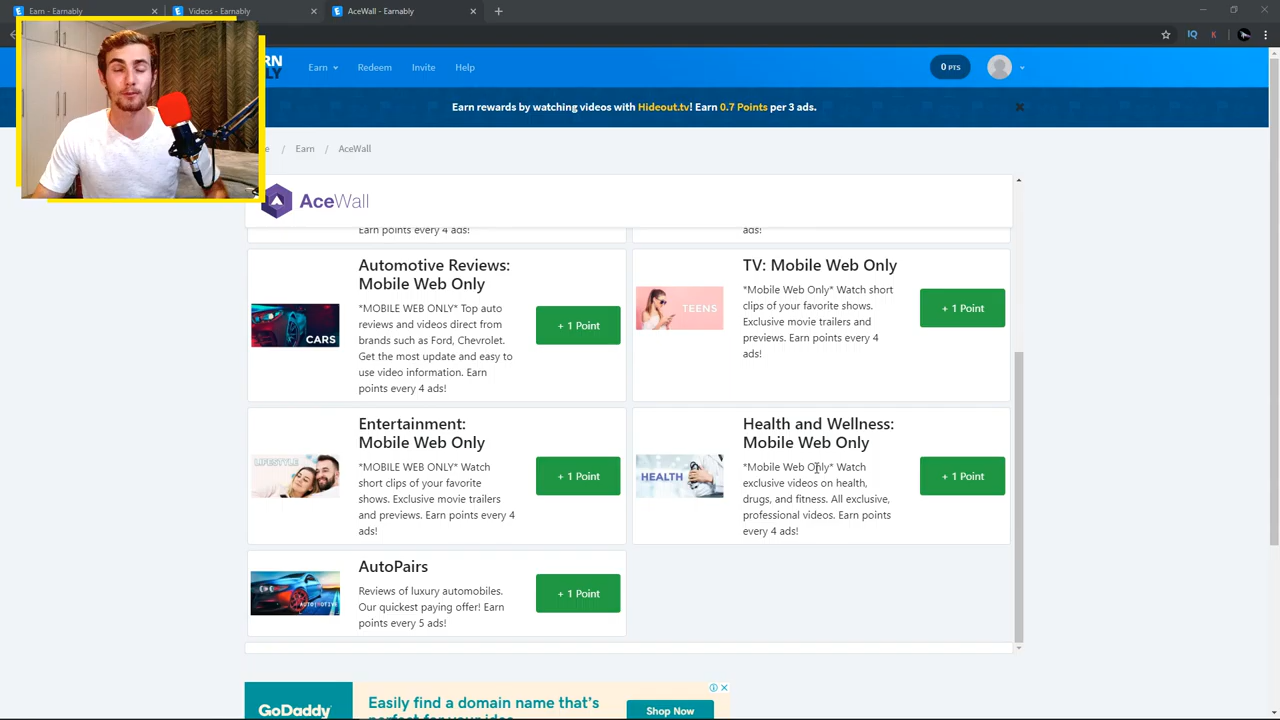 Earn - Earnably
Videos - Earnably
AceWall - Earnably
Earn
Redeem
Invite
Help
0 PTS
Earn rewards by watching videos with Hideout.tv! Earn 0.7 Points per 3 ads.
Earn / AceWall
AceWall
Earn points every 4 ads!
ads!
Automotive Reviews:
Mobile Web Only
*MOBILE WEB ONLY* Top auto
reviews and videos direct from
brands such as Ford, Chevrolet.
Get the most update and easy to
use video information. Earn
points every 4 ads!
CARS
+ 1 Point
TV: Mobile Web Only
*Mobile Web Only* Watch short
clips of your favorite shows.
Exclusive movie trailers and
previews. Earn points every 4
ads!
TEENS
+ 1 Point
Entertainment:
Mobile Web Only
*MOBILE WEB ONLY* Watch
short clips of your favorite
shows. Exclusive movie trailers
and previews. Earn points every 4
ads!
LIFESTYLE
+ 1 Point
Health and Wellness:
Mobile Web Only
*Mobile Web Only* Watch
exclusive videos on health,
drugs, and fitness. All exclusive,
professional videos. Earn points
every 4 ads!
HEALTH
+ 1 Point
AutoPairs
Reviews of luxury automobiles.
Our quickest paying offer! Earn
points every 5 ads!
AUTOMOTIVE
+ 1 Point
GoDaddy
Easily find a domain name that's
Shop Now